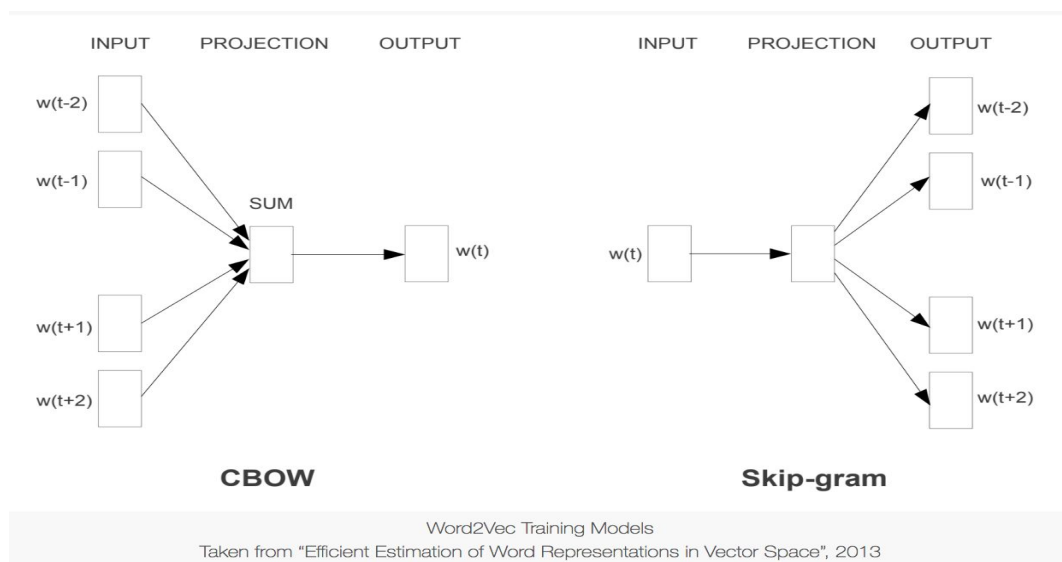 INPUT PROJECTION OUTPUT
w(t-2)
w(t-1)
SUM
w(t)
w(t+1)
w(t+2)
CBOW
INPUT PROJECTION OUTPUT
w(t-2)
w(t-1)
w(t)
w(t+1)
w(t+2)
Skip-gram
Word2Vec Training Models
Taken from “Efficient Estimation of Word Representations in Vector Space”, 2013